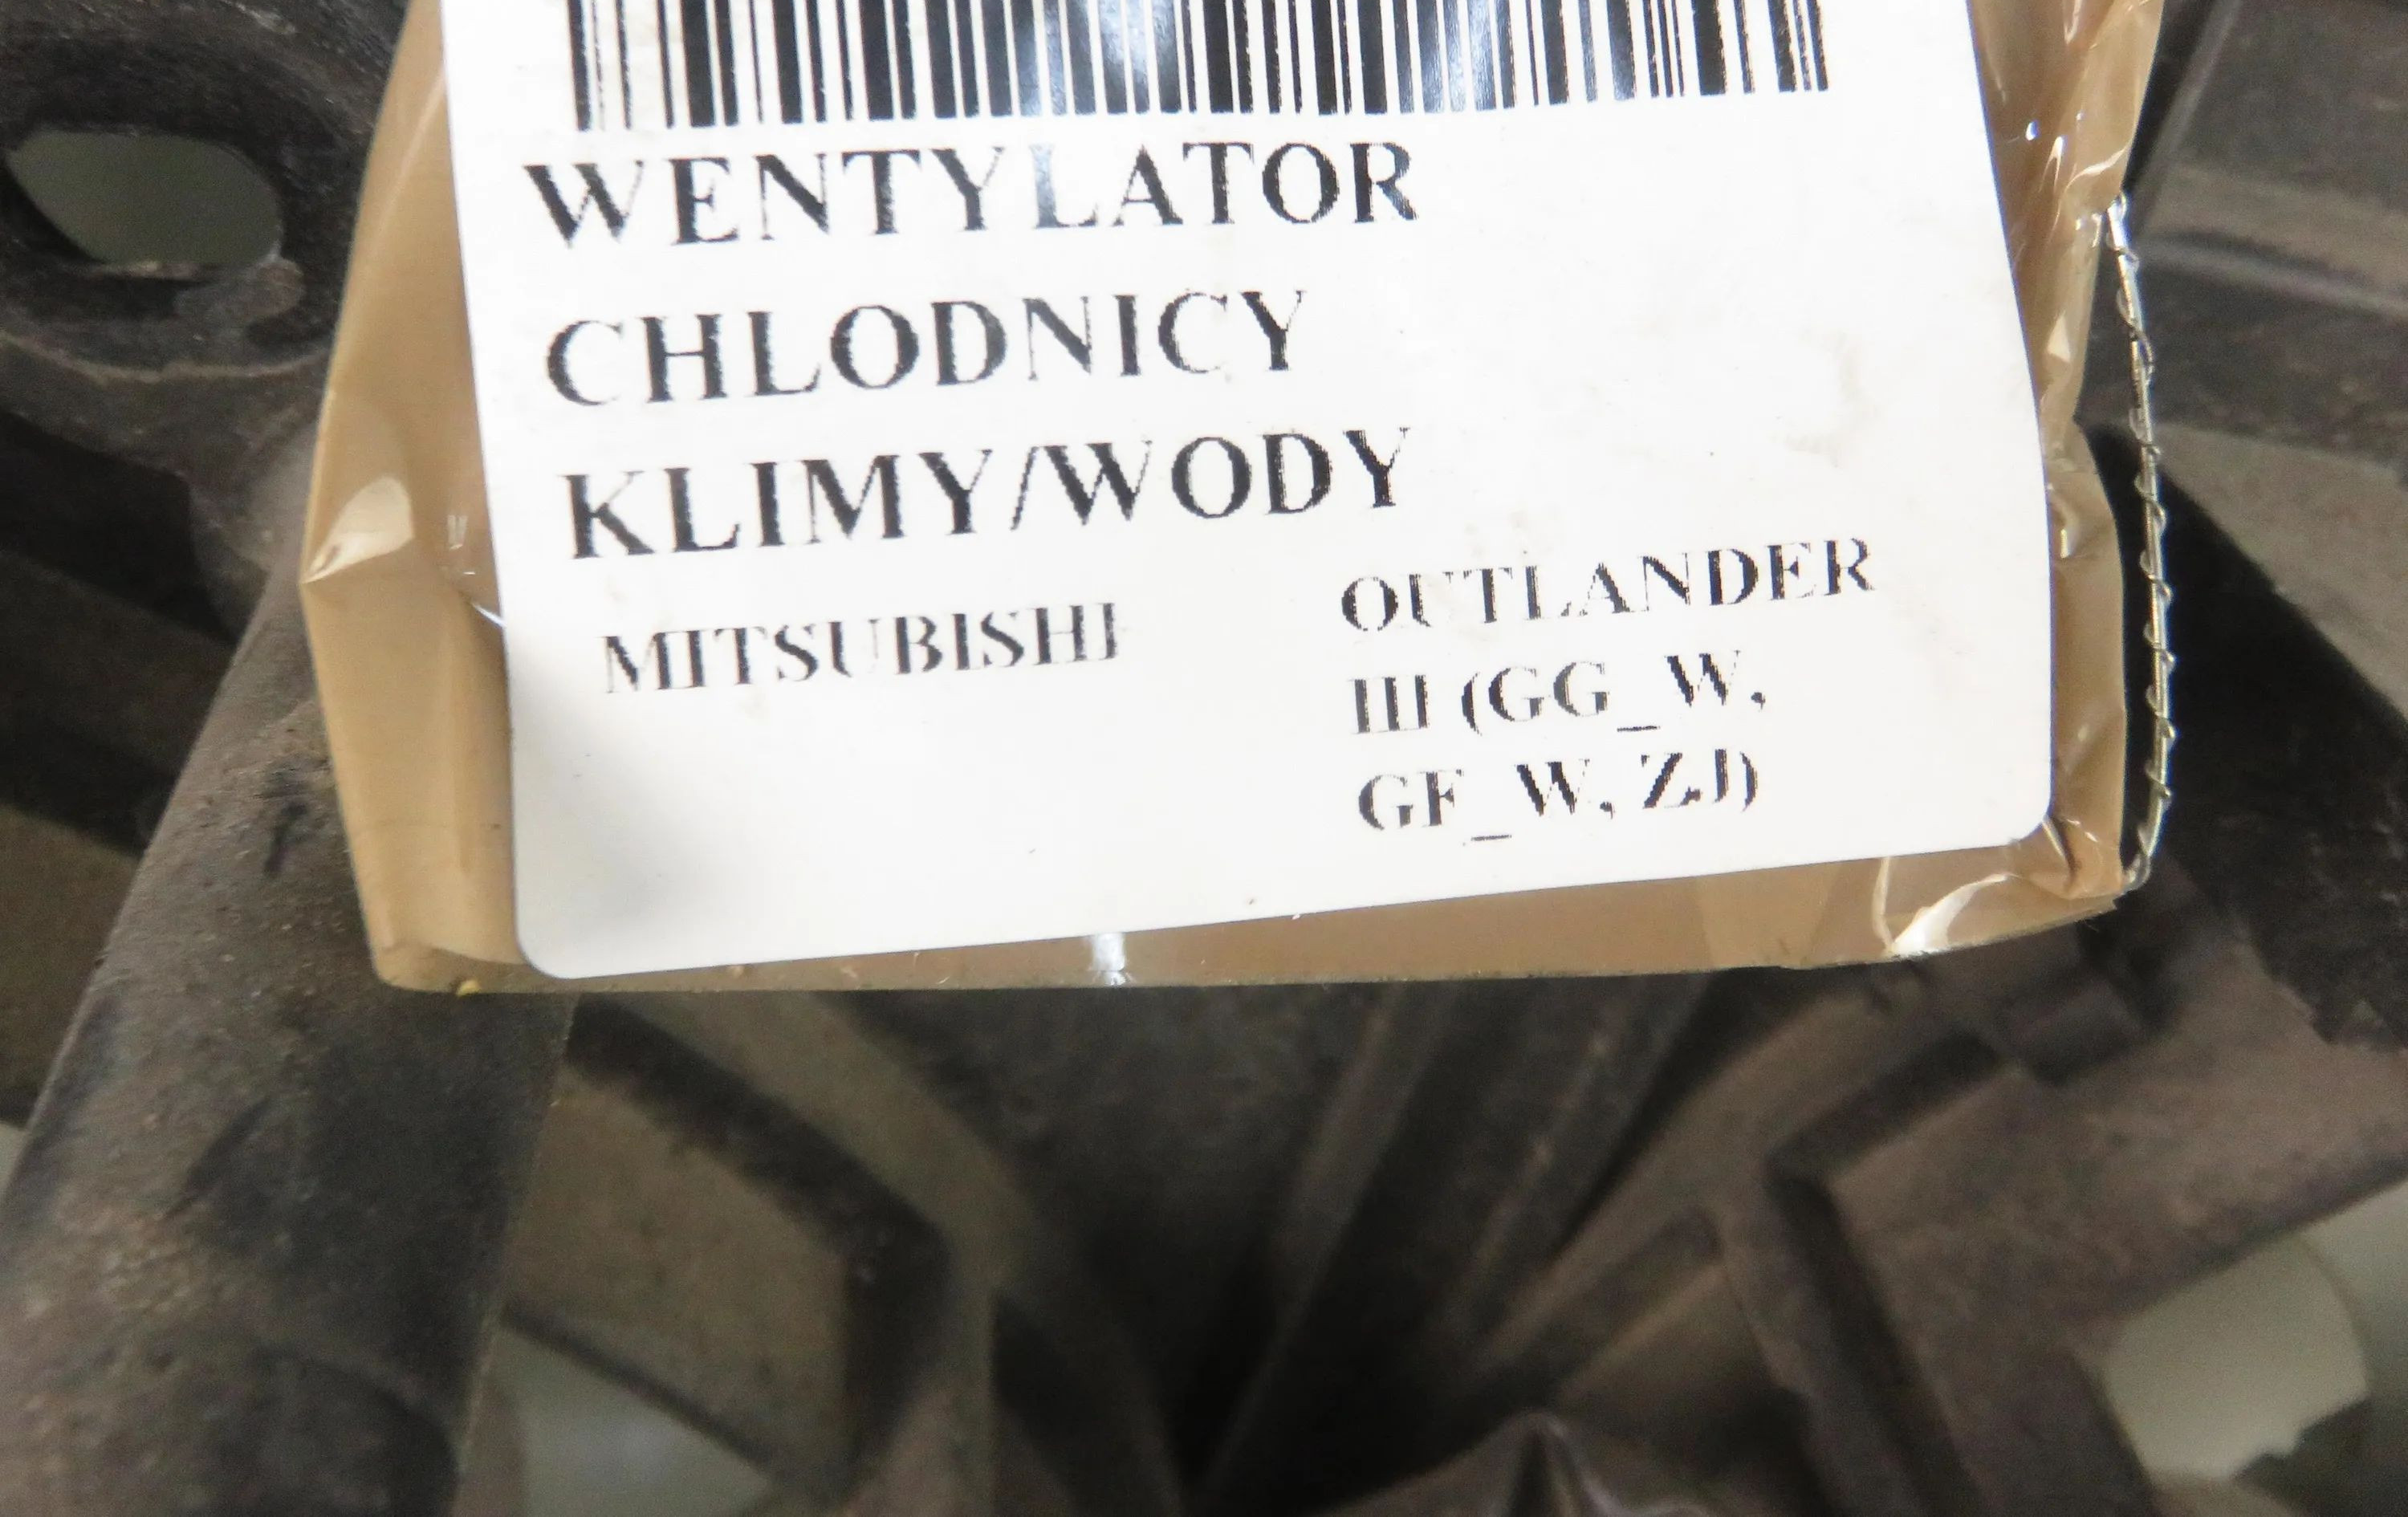 WENTYLATOR
CHLODNICY
KLIMY/WODY
MITSUBISHI
OUTLANDER
III (GG_W,
GF_W, ZJ)